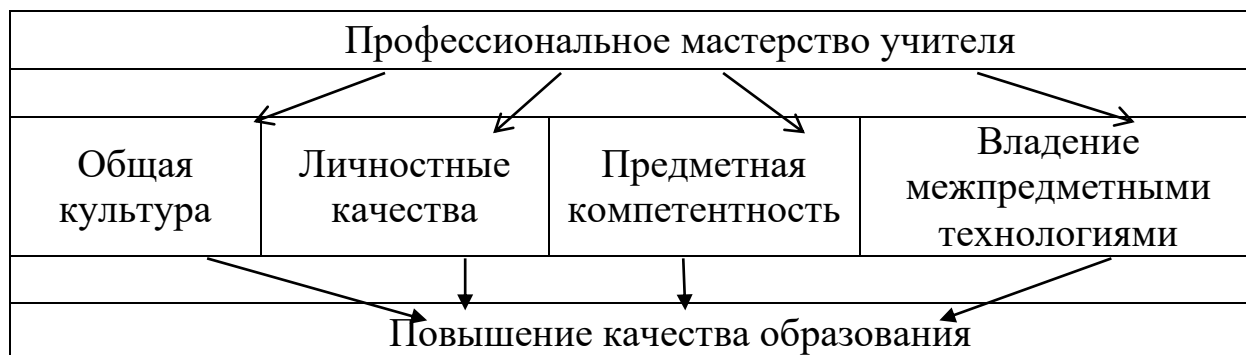 Профессиональное мастерство учителя
Общая
культура
Личностные
качества
Предметная
компетентность
Владение
межпредметными
технологиями
Повышение качества образования